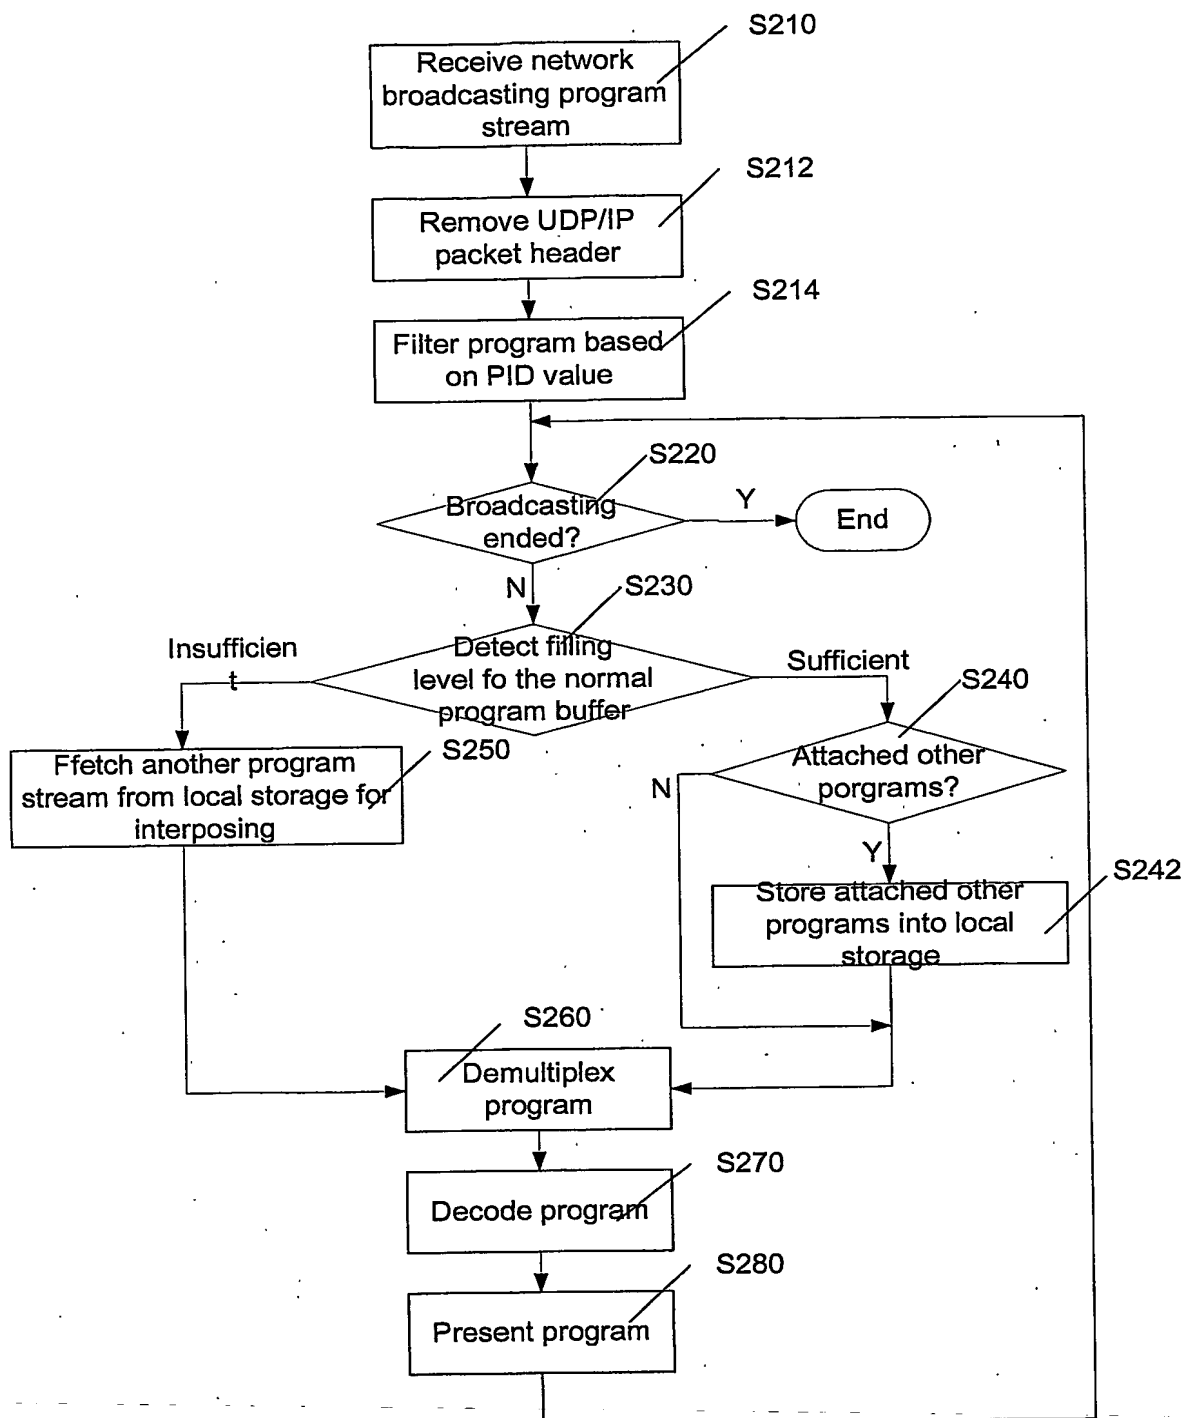 S210
Receive network
broadcasting program
stream
S212
Remove UDP/IP
packet header
S214
Filter program based
on PID value
S220
Broadcasting
ended?
Y
End
N
S230
Detect filling
level fo the normal
program buffer
Insufficien
t
Sufficient
S240
Attached other
porgrams?
N
Y
S250
Ffetch another program
stream from local storage for
interposing
S242
Store attached other
programs into local
storage
S260
Demultiplex
program
S270
Decode program
S280
Present program